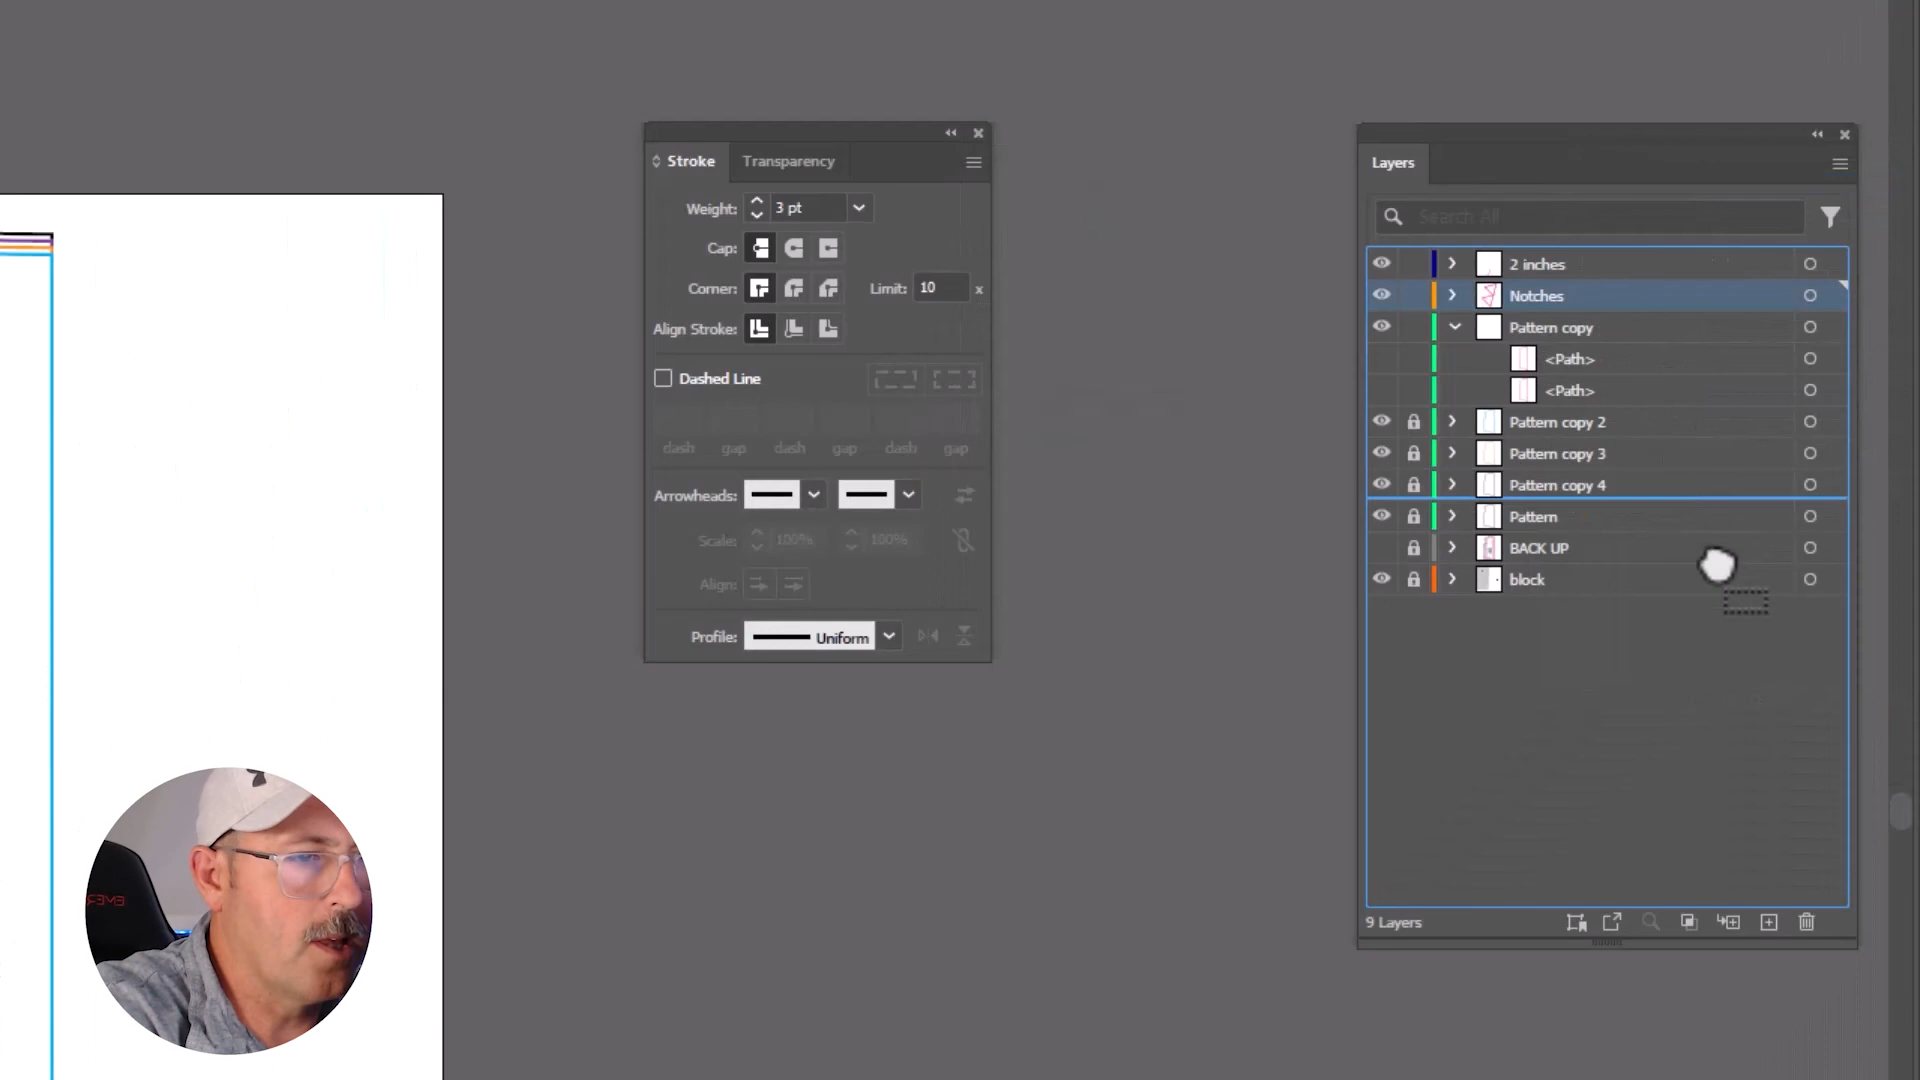 Stroke
Transparency
Weight:
3 pt
Cap:
Corner:
Limit:
10
x
Align Stroke:
Dashed Line
dash
gap
dash
gap
dash
gap
Arrowheads:
Scale:
100%
100%
Align:
Profile:
Uniform
Layers
Search All
2 inches
Notches
Pattern copy
<Path>
<Path>
Pattern copy 2
Pattern copy 3
Pattern copy 4
Pattern
BACK UP
block
9 Layers